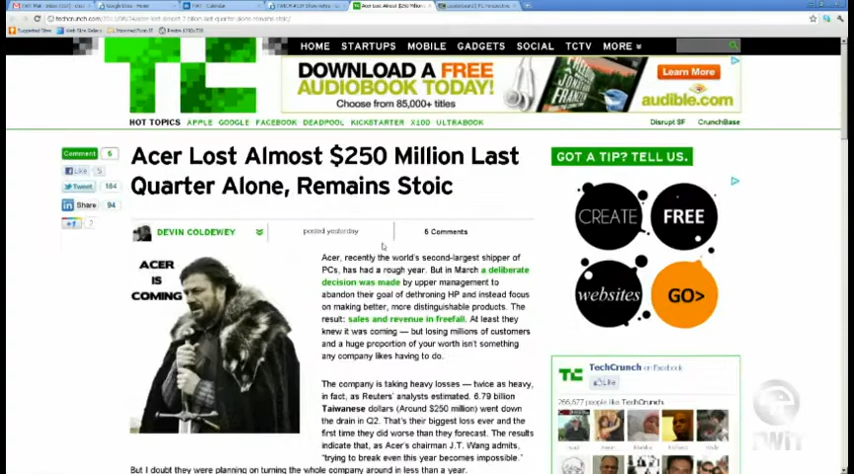 HOME STARTUPS MOBILE GADGETS SOCIAL TCTV MORE
DOWNLOAD A FREE
AUDIOBOOK TODAY!
Choose from 85,000+ titles
JONATHAN
Learn More
audible.com
HOT TOPICS APPLE GOOGLE FACEBOOK DEADPOOL KICKSTARTER X100 ULTRABOOK
Disrupt SF CrunchBase
Comment 6
Like 5
Tweet 184
Share 94
+1 ?
Acer Lost Almost $250 Million Last
Quarter Alone, Remains Stoic
DEVIN COLDEWEY
posted yesterday
5 Comments
ACER
IS
COMING
Acer, recently the world's second-largest shipper of
PCs, has had a rough year. But in March a deliberate
decision was made by upper management to
abandon their goal of dethroning HP and instead focus
on making better, more distinguishable products. The
result: sales and revenue in freefall. At least they
knew it was coming — but losing millions of customers
and a huge proportion of your worth isn't something
any company likes having to do.
The company is taking heavy losses — twice as heavy,
in fact, as Reuters' analysts estimated. 6.79 billion
Taiwanese dollars (Around $250 million) went down
the drain in Q2. That's their biggest loss ever and the
first time they did worse than they forecast. The results
indicate that, as Acer's chairman J.T. Wang admits,
"trying to break even this year becomes impossible."
But I doubt they were planning on turning the whole company around in less than a year.
GOT A TIP? TELL US.
CREATE FREE
websites GO>
TechCrunch on Facebook
Like
people like TechCrunch.
TWiT